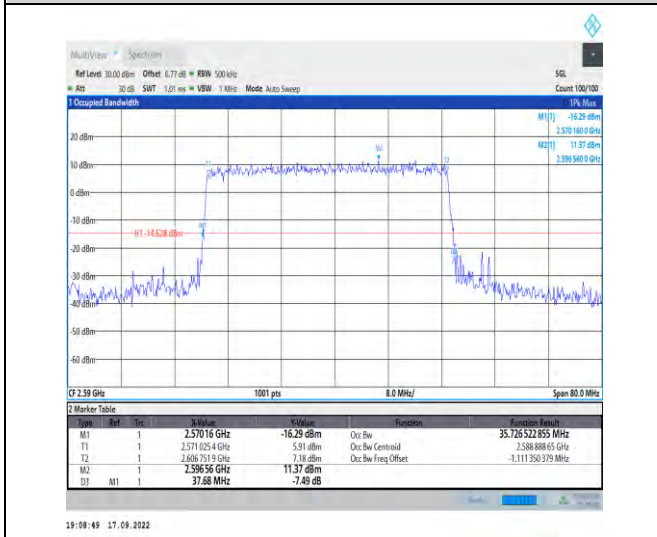 MultiView Spectrum
Ref Level 30.00 dBm Offset 6.77 dB RBW 500 kHz SGL
Att 30 dB SWT 1.01 ms VBW 1 MHz Mode Auto Sweep Count 100/100
1 Occupied Bandwidth 1Pk Max
M1[1] -16.29 dBm
2.570 160 0 GHz
20 dBm
M2[1] 11.37 dBm
2.596 560 0 GHz
M2
10 dBm
T1 T2
0 dBm
-10 dBm
M1
H1 -14.628 dBm
-20 dBm
-30 dBm
-40 dBm
-50 dBm
-60 dBm
CF 2.59 GHz 1001 pts 8.0 MHz/ Span 80.0 MHz
2 Marker Table
Type Ref Trc X-Value Y-Value Function Function Result
M1 1 2.57016 GHz -16.29 dBm Occ Bw 35.726 522 855 MHz
T1 1 2.571 025 4 GHz 5.91 dBm Occ Bw Centroid 2.588 888 65 GHz
T2 1 2.606 751 9 GHz 7.18 dBm Occ Bw Freq Offset -1.111 350 379 MHz
M2 1 2.596 56 GHz 11.37 dBm
D3 M1 1 37.68 MHz -7.49 dB
19:08:49 17.09.2022